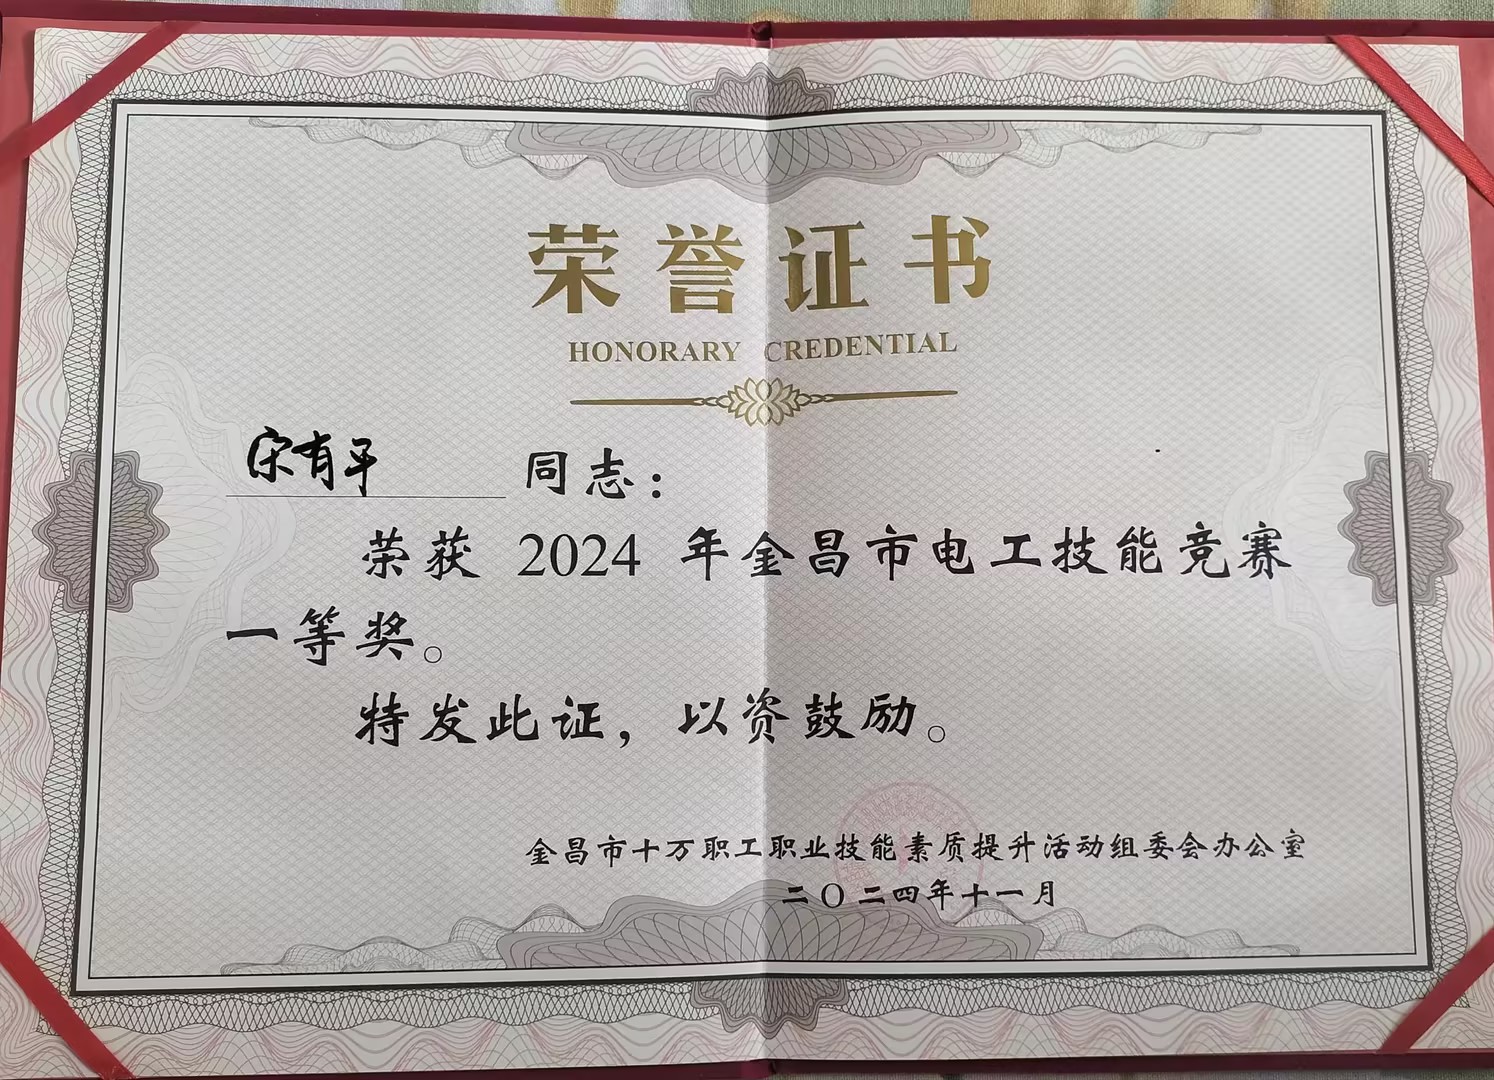 荣誉证书
HONORARY CREDENTIAL
宋有平 同志：
荣获 2024 年金昌市电工技能竞赛
一等奖。
特发此证，以资鼓励。
金昌市十万职工职业技能素质提升活动组委会办公室
二〇二四年十一月